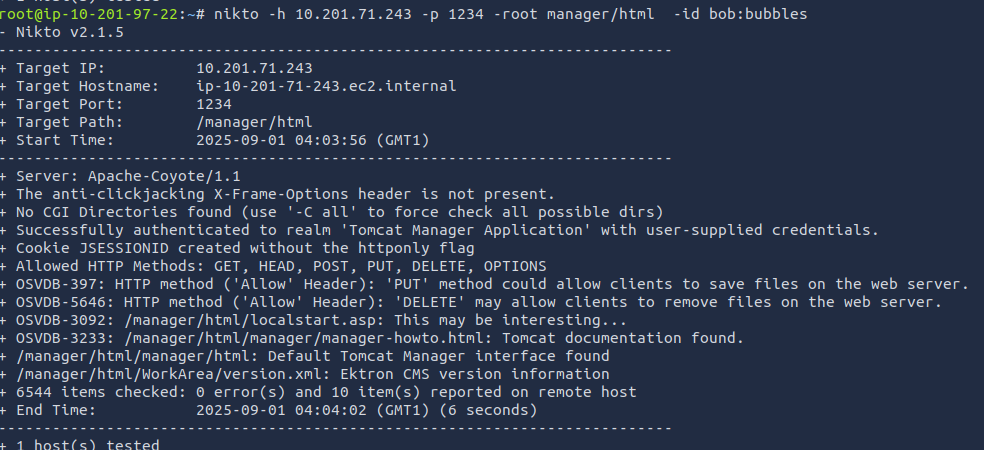 root@ip-10-201-97-22:~# nikto -h 10.201.71.243 -p 1234 -root manager/html  -id bob:bubbles
- Nikto v2.1.5
---------------------------------------------------------------------------
+ Target IP:          10.201.71.243
+ Target Hostname:    ip-10-201-71-243.ec2.internal
+ Target Port:        1234
+ Target Path:        /manager/html
+ Start Time:         2025-09-01 04:03:56 (GMT1)
---------------------------------------------------------------------------
+ Server: Apache-Coyote/1.1
+ The anti-clickjacking X-Frame-Options header is not present.
+ No CGI Directories found (use '-C all' to force check all possible dirs)
+ Successfully authenticated to realm 'Tomcat Manager Application' with user-supplied credentials.
+ Cookie JSESSIONID created without the httponly flag
+ Allowed HTTP Methods: GET, HEAD, POST, PUT, DELETE, OPTIONS
+ OSVDB-397: HTTP method ('Allow' Header): 'PUT' method could allow clients to save files on the web server.
+ OSVDB-5646: HTTP method ('Allow' Header): 'DELETE' may allow clients to remove files on the web server.
+ OSVDB-3092: /manager/html/localstart.asp: This may be interesting...
+ OSVDB-3233: /manager/html/manager/manager-howto.html: Tomcat documentation found.
+ /manager/html/manager/html: Default Tomcat Manager interface found
+ /manager/html/WorkArea/version.xml: Ektron CMS version information
+ 6544 items checked: 0 error(s) and 10 item(s) reported on remote host
+ End Time:           2025-09-01 04:04:02 (GMT1) (6 seconds)
---------------------------------------------------------------------------
+ 1 host(s) tested